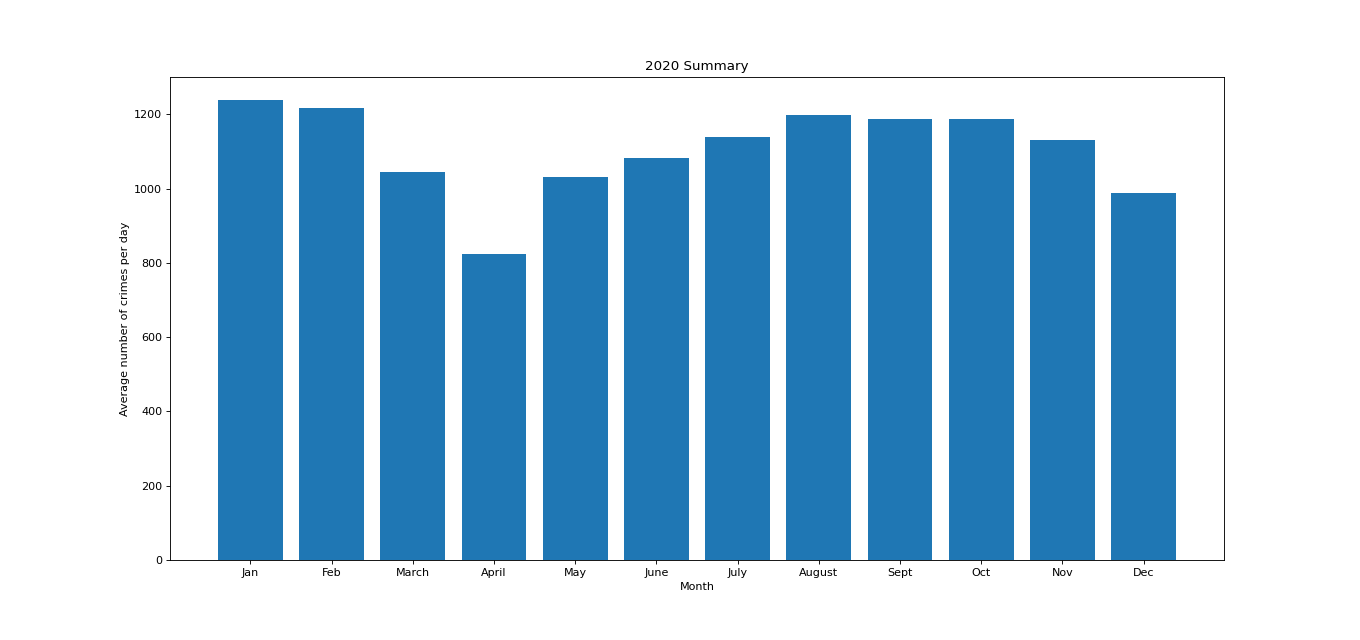 2020 Summary
1200
1000
800
600
400
200
0
Average number of crimes per day
Jan Feb March April May June July August Sept Oct Nov Dec
Month